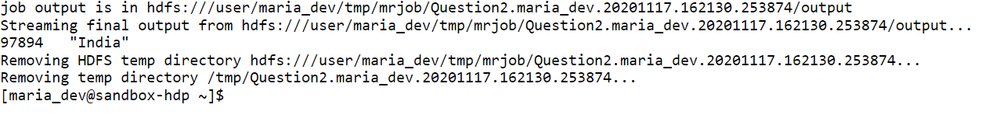 job output is in hdfs:///user/maria_dev/tmp/mrjob/Question2.maria_dev.20201117.162130.253874/output
Streaming final output from hdfs:///user/maria_dev/tmp/mrjob/Question2.maria_dev.20201117.162130.253874/output...
97894   "India"
Removing HDFS temp directory hdfs:///user/maria_dev/tmp/mrjob/Question2.maria_dev.20201117.162130.253874...
Removing temp directory /tmp/Question2.maria_dev.20201117.162130.253874...
[maria_dev@sandbox-hdp ~]$